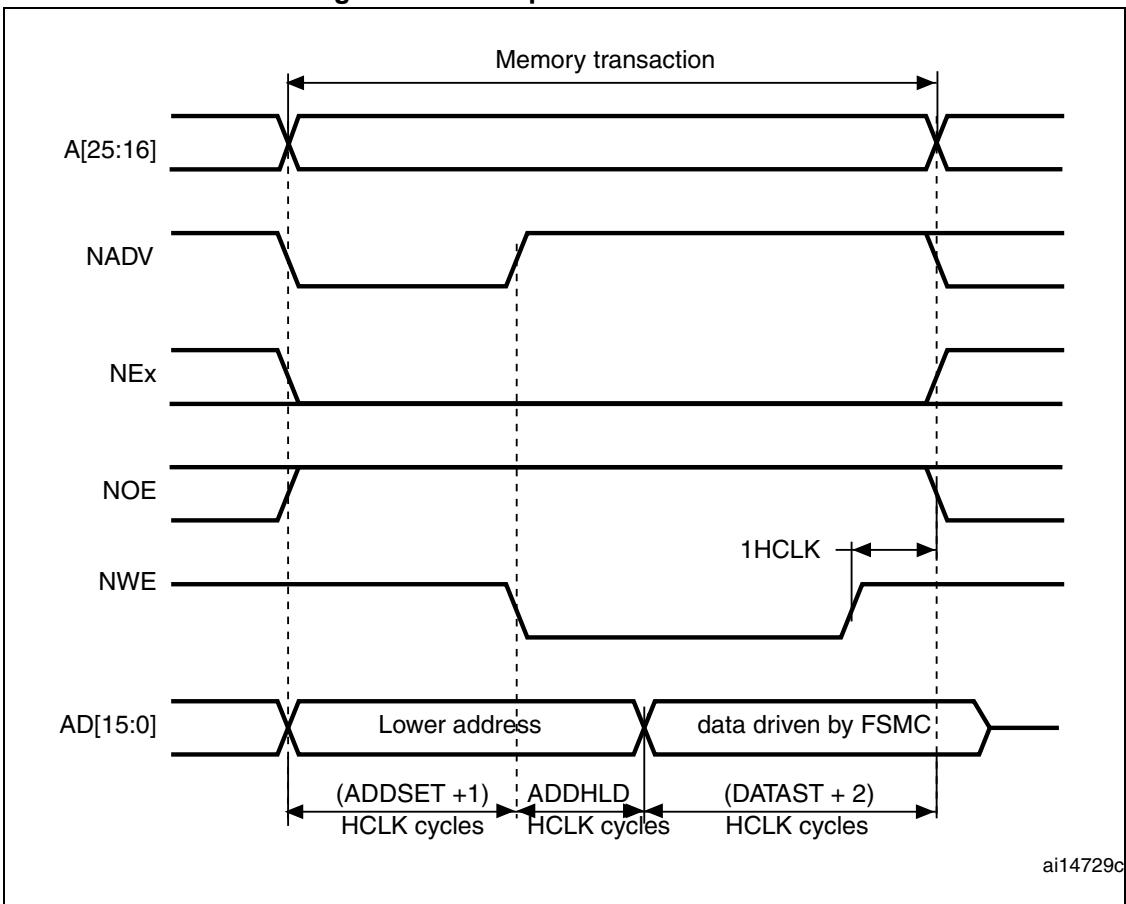 Memory transaction
A[25:16]
NADV
NEx
NOE
1HCLK
NWE
AD[15:0]
Lower address
data driven by FSMC
(ADDSET +1)
HCLK cycles
ADDHLD
HCLK cycles
(DATAST + 2)
HCLK cycles
ai14729c